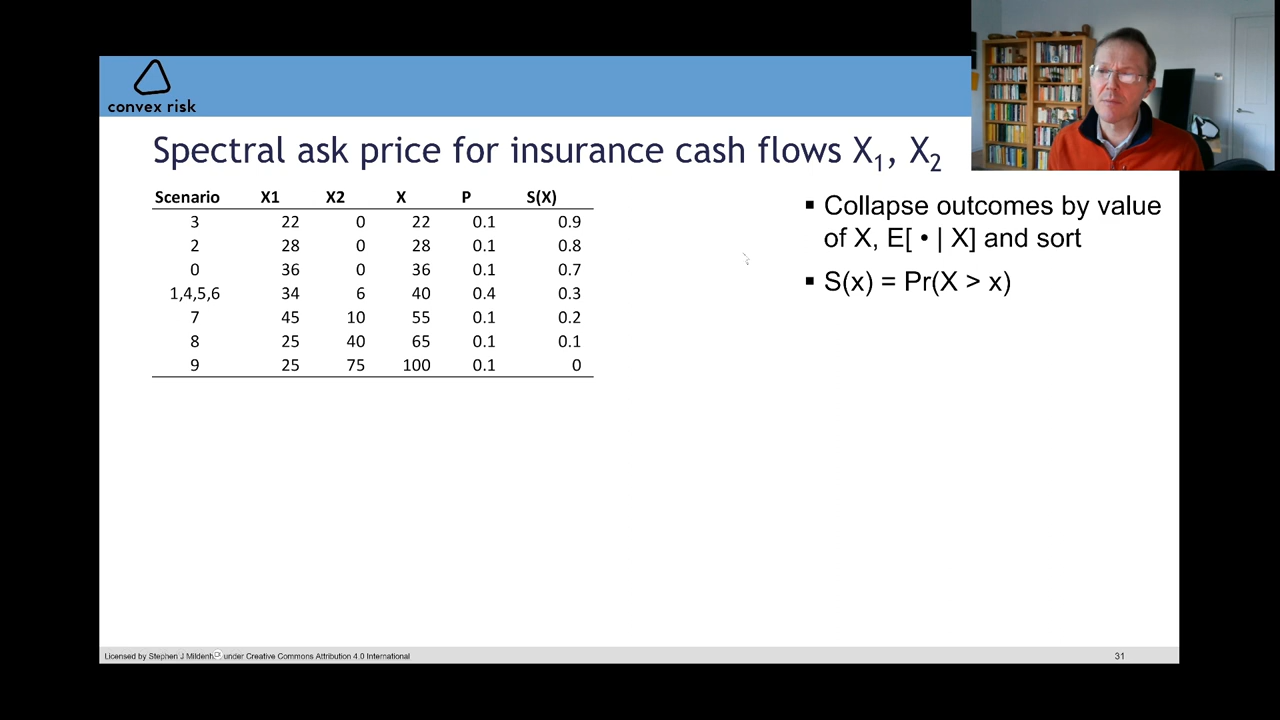 convex risk
Spectral ask price for insurance cash flows X₁, X₂
Scenario X1 X2 X P S(X)
3 22 0 22 0.1 0.9
2 28 0 28 0.1 0.8
0 36 0 36 0.1 0.7
1,4,5,6 34 6 40 0.4 0.3
7 45 10 55 0.1 0.2
8 25 40 65 0.1 0.1
9 25 75 100 0.1 0
▪ Collapse outcomes by value
of X, E[ • | X] and sort
▪ S(x) = Pr(X > x)
Licensed by Stephen J under Creative Commons Attribution 4.0 International
31